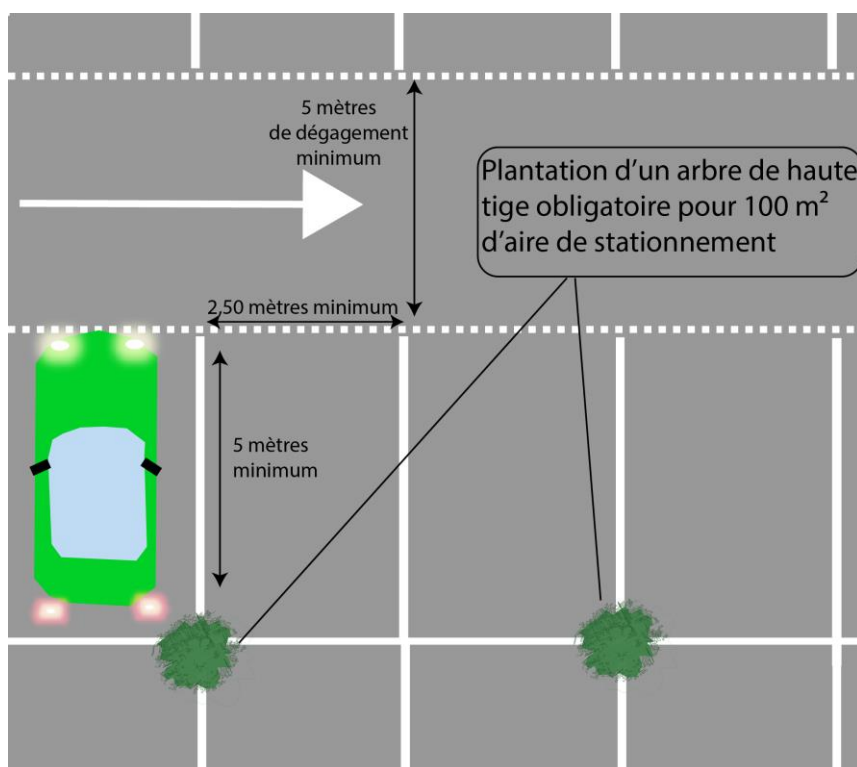 5 mètres
de dégagement
minimum
Plantation d’un arbre de haute
tige obligatoire pour 100 m²
d’aire de stationnement
2,50 mètres minimum
5 mètres
minimum